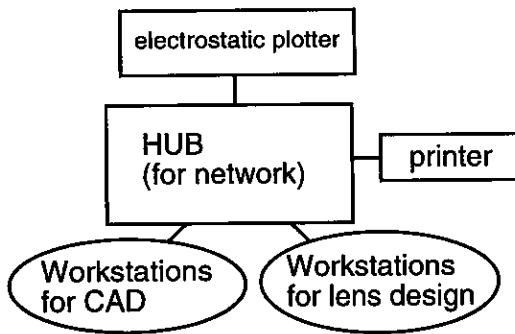 electrostatic plotter
HUB
(for network)
printer
Workstations
for CAD
Workstations
for lens design